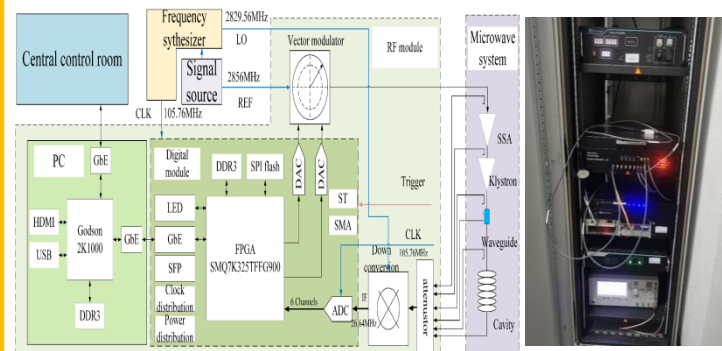 Central control room
Frequency
sythesizer
Signal
source
2829.56MHz
LO
2856MHz
REF
CLK
105.76MHz
Vector modulator
RF module
Microwave
system
PC
GbE
HDMI
USB
Godson
2K1000
GbE
DDR3
Digital
module
DDR3
SPI flash
LED
GbE
SFP
Clock
distribution
Power
distribution
FPGA
SMQ7K325TFFG900
DAC
DAC
ST
SMA
Trigger
CLK
105.76MHz
Down
conversion
6 Channels
ADC
IF
26.64MHz
attenustor
SSA
Klystron
Waveguide
Cavity